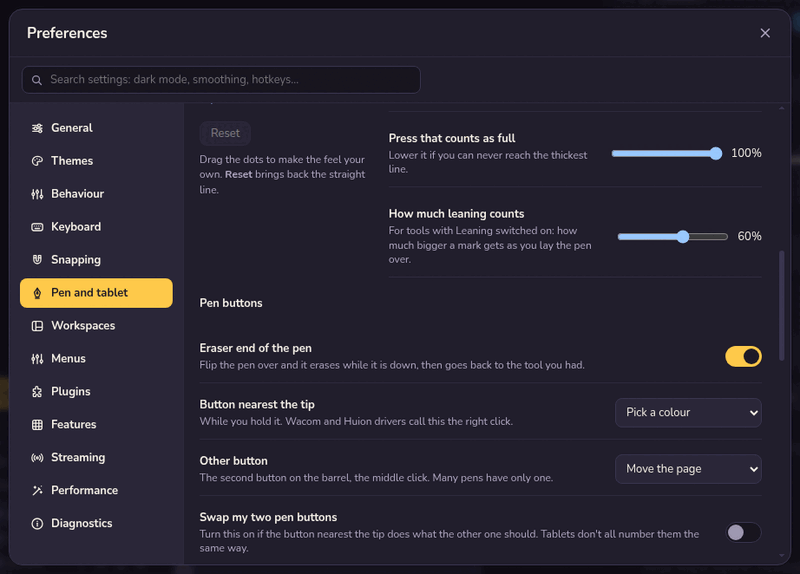 Preferences
Search settings: dark mode, smoothing, hotkeys...
General
Themes
Behaviour
Keyboard
Snapping
Pen and tablet
Workspaces
Menus
Plugins
Features
Streaming
Performance
Diagnostics
Reset
Drag the dots to make the feel your
own. Reset brings back the straight
line.
Press that counts as full
Lower it if you can never reach the thickest
line.
100%
How much leaning counts
For tools with Leaning switched on: how
much bigger a mark gets as you lay the pen
over.
60%
Pen buttons
Eraser end of the pen
Flip the pen over and it erases while it is down, then goes back to the tool you had.
Button nearest the tip
While you hold it. Wacom and Huion drivers call this the right click.
Pick a colour
Other button
The second button on the barrel, the middle click. Many pens have only one.
Move the page
Swap my two pen buttons
Turn this on if the button nearest the tip does what the other one should. Tablets don't all number them the
same way.